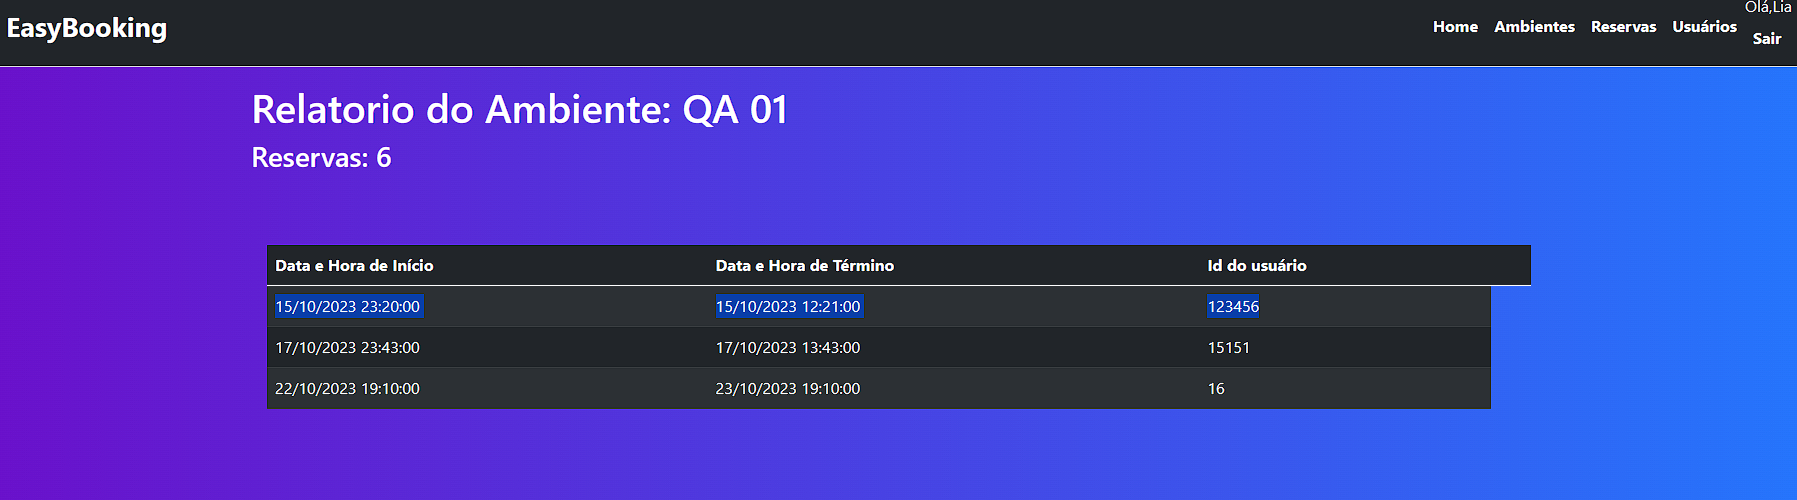 EasyBooking
Home Ambientes Reservas Usuários
Olá,Lia
Sair
Relatorio do Ambiente: QA 01
Reservas: 6
Data e Hora de Início Data e Hora de Término Id do usuário
15/10/2023 23:20:00 15/10/2023 12:21:00 123456
17/10/2023 23:43:00 17/10/2023 13:43:00 15151
22/10/2023 19:10:00 23/10/2023 19:10:00 16